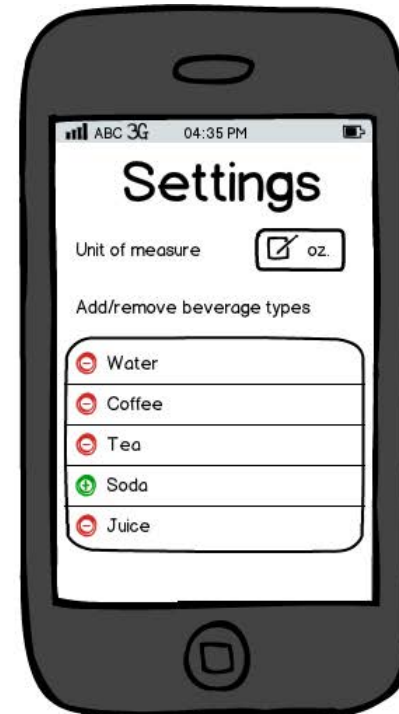 ABC 3G 04:35 PM
Settings
Unit of measure oz.
Add/remove beverage types
Water
Coffee
Tea
Soda
Juice